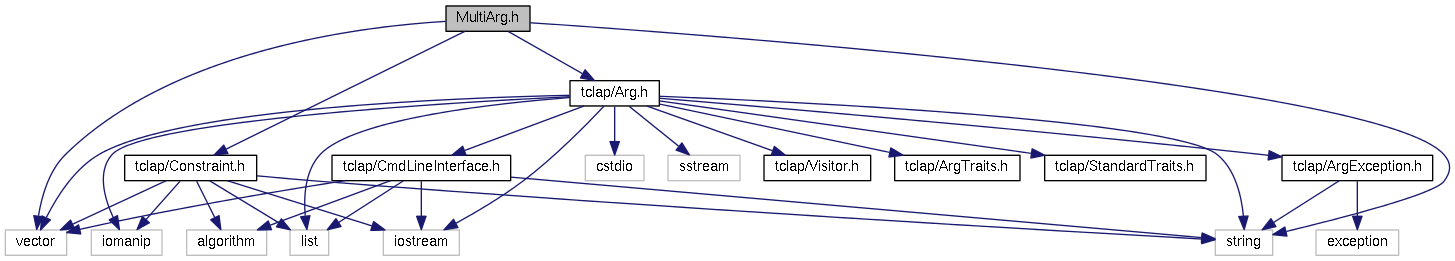 MultiArg.h
tclap/Arg.h
tclap/Constraint.h
tclap/CmdLineInterface.h
cstdio
sstream
tclap/Visitor.h
tclap/ArgTraits.h
tclap/StandardTraits.h
tclap/ArgException.h
vector
iomanip
algorithm
list
iostream
string
exception